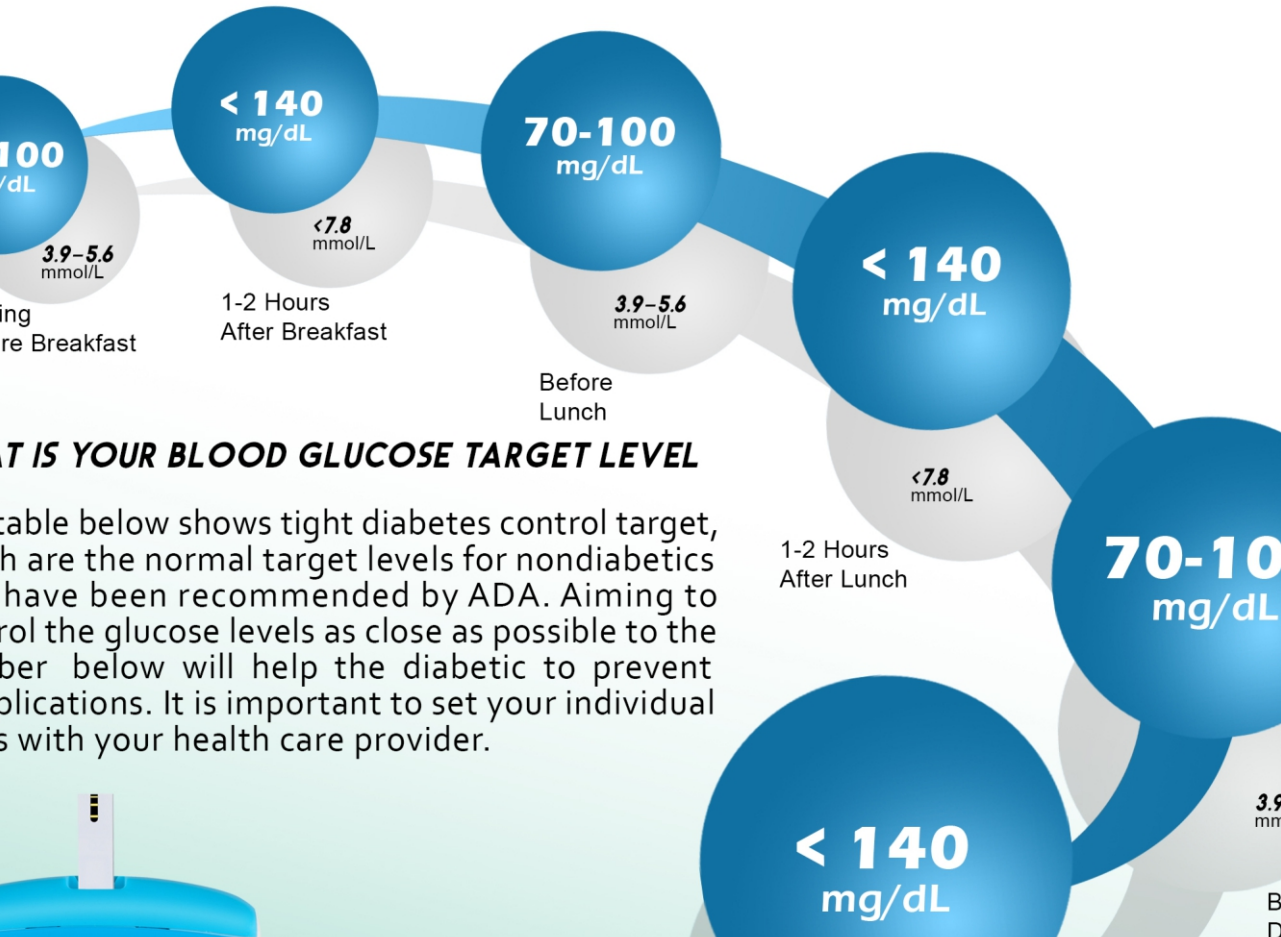 100
/dL
3.9–5.6
mmol/L
ing
re Breakfast
< 140
mg/dL
<7.8
mmol/L
1-2 Hours
After Breakfast
70-100
mg/dL
3.9–5.6
mmol/L
Before
Lunch
< 140
mg/dL
<7.8
mmol/L
1-2 Hours
After Lunch
70-10
mg/dL
3.9
mm
B
D
< 140
mg/dL
AT IS YOUR BLOOD GLUCOSE TARGET LEVEL
table below shows tight diabetes control target,
h are the normal target levels for nondiabetics
have been recommended by ADA. Aiming to
rol the glucose levels as close as possible to the
ber below will help the diabetic to prevent
plications. It is important to set your individual
s with your health care provider.